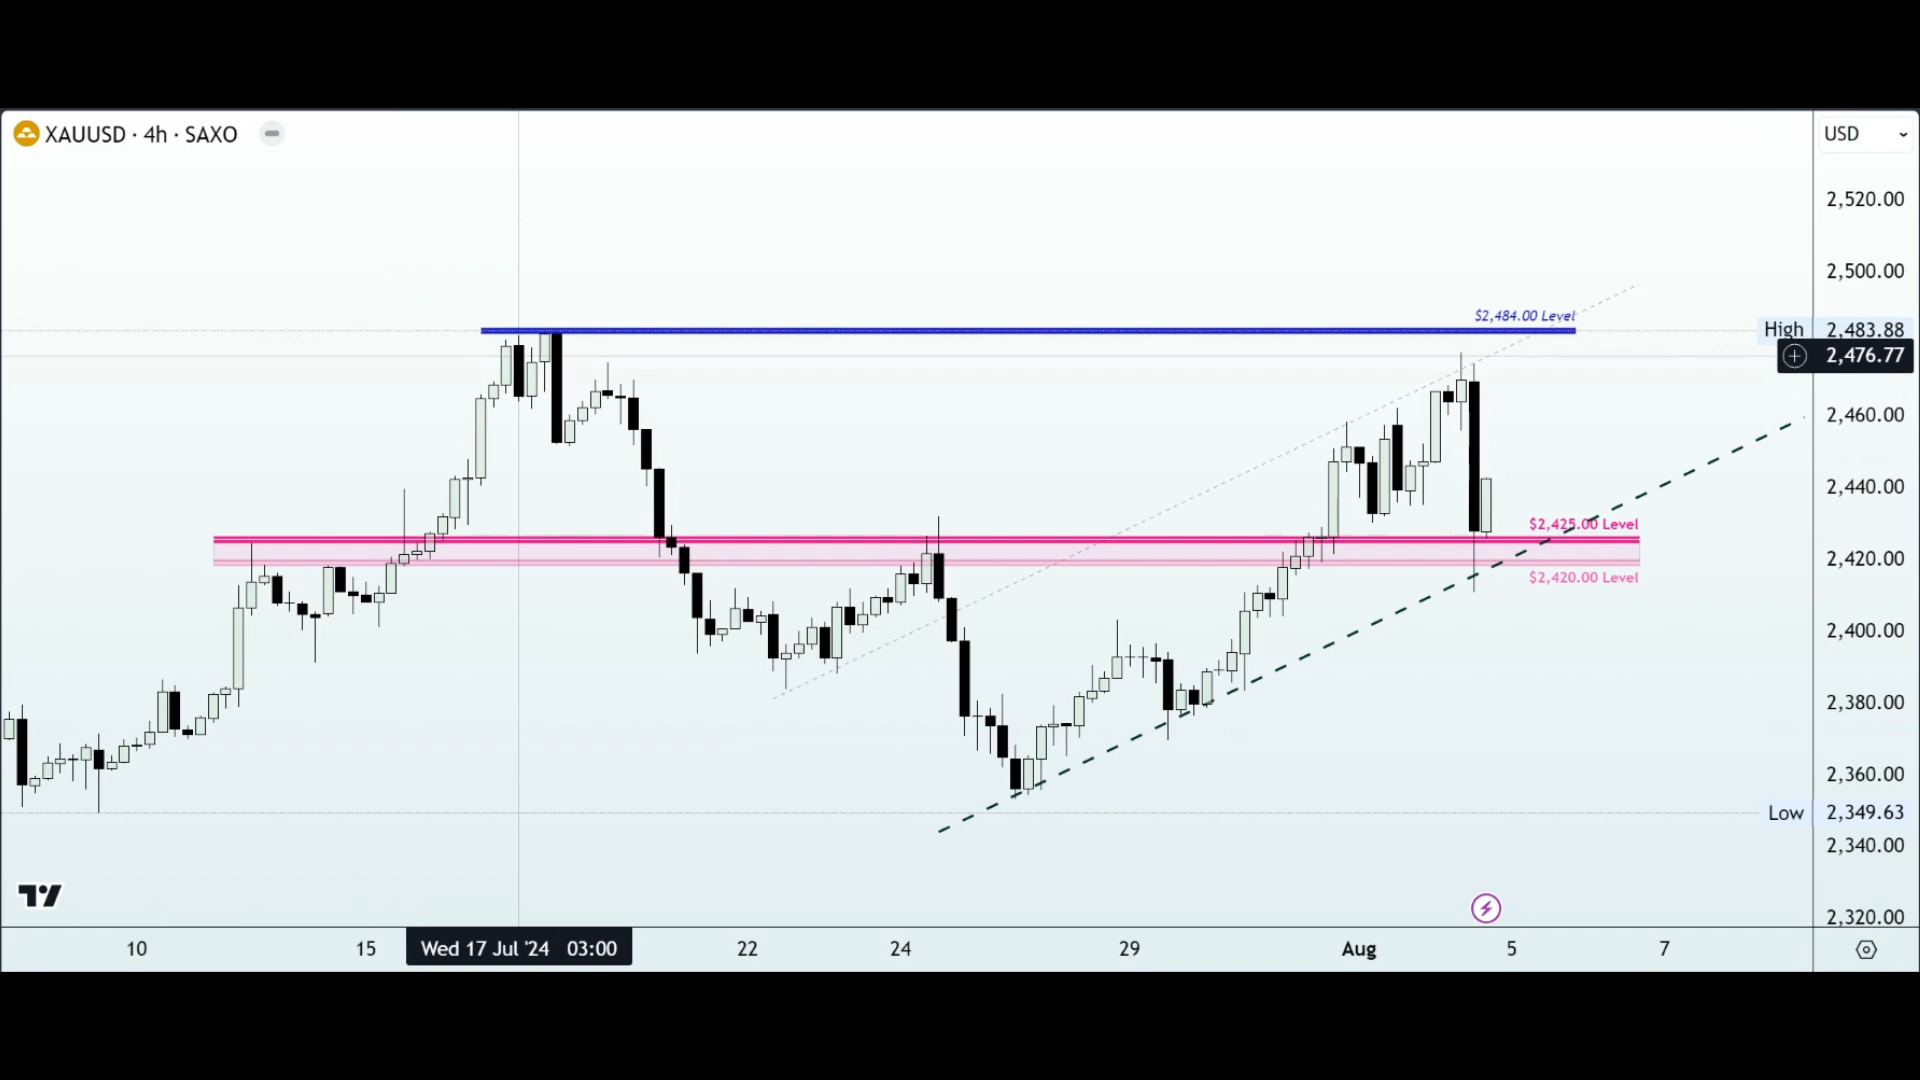 XAUUSD · 4h · SAXO
USD
2,520.00
2,500.00
$2,484.00 Level
High 2,483.88
2,476.77
2,460.00
2,440.00
$2,425.00 Level
2,420.00
$2,420.00 Level
2,400.00
2,380.00
2,360.00
Low 2,349.63
2,340.00
2,320.00
10 15 Wed 17 Jul '24 03:00 22 24 29 Aug 5 7